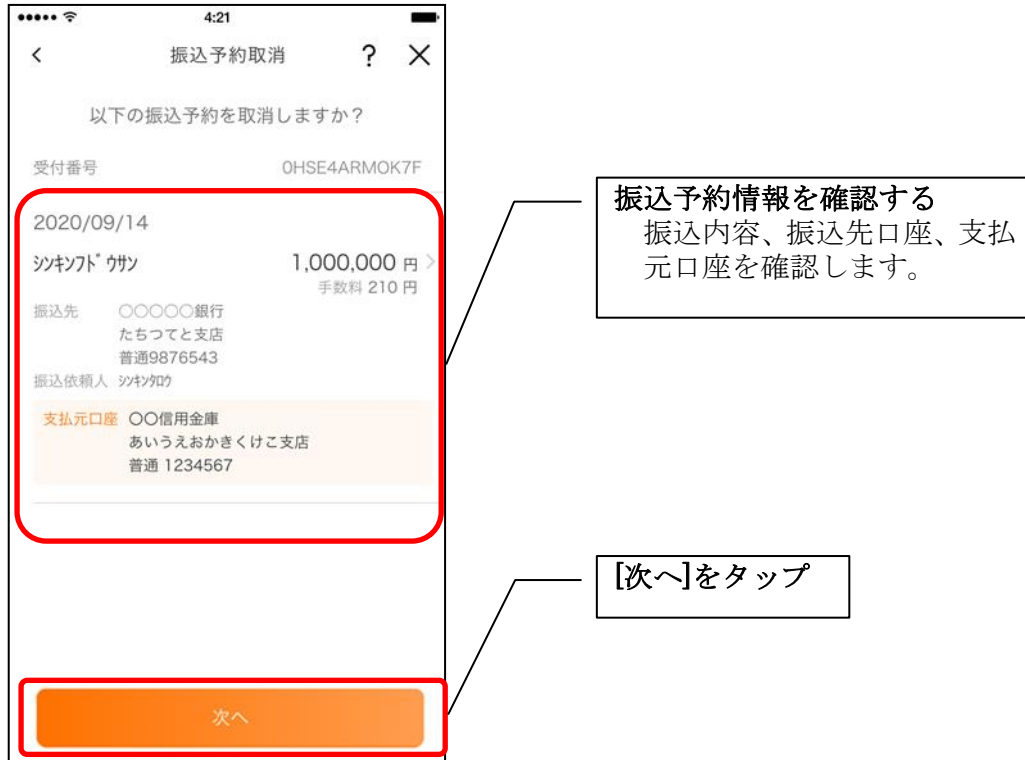 4:21
振込予約取消 ? ×
以下の振込予約を取消しますか？
受付番号 0HSE4ARMOK7F
2020/09/14
ｼﾝｷﾝﾌﾄﾞｳｻﾝ 1,000,000 円
手数料 210 円
振込先 〇〇〇〇〇銀行
たちつてと支店
普通9876543
振込依頼人 ｼﾝｷﾝﾀﾛｳ
支払元口座 〇〇信用金庫
あいうえおかきくけこ支店
普通 1234567
次へ
振込予約情報を確認する
振込内容、振込先口座、支払
元口座を確認します。
[次へ]をタップ